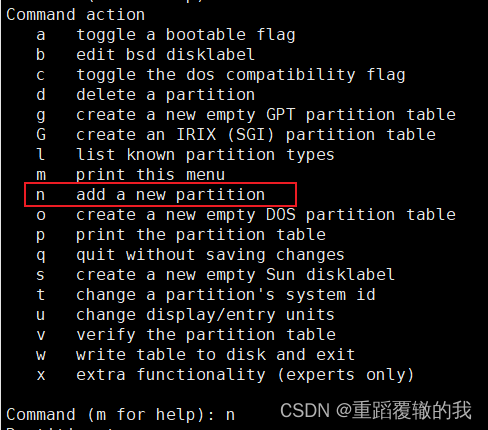 Command action
a   toggle a bootable flag
b   edit bsd disklabel
c   toggle the dos compatibility flag
d   delete a partition
g   create a new empty GPT partition table
G   create an IRIX (SGI) partition table
l   list known partition types
m   print this menu
n   add a new partition
o   create a new empty DOS partition table
p   print the partition table
q   quit without saving changes
s   create a new empty Sun disklabel
t   change a partition's system id
u   change display/entry units
v   verify the partition table
w   write table to disk and exit
x   extra functionality (experts only)
Command (m for help): n
CSDN @重蹈覆辙的我